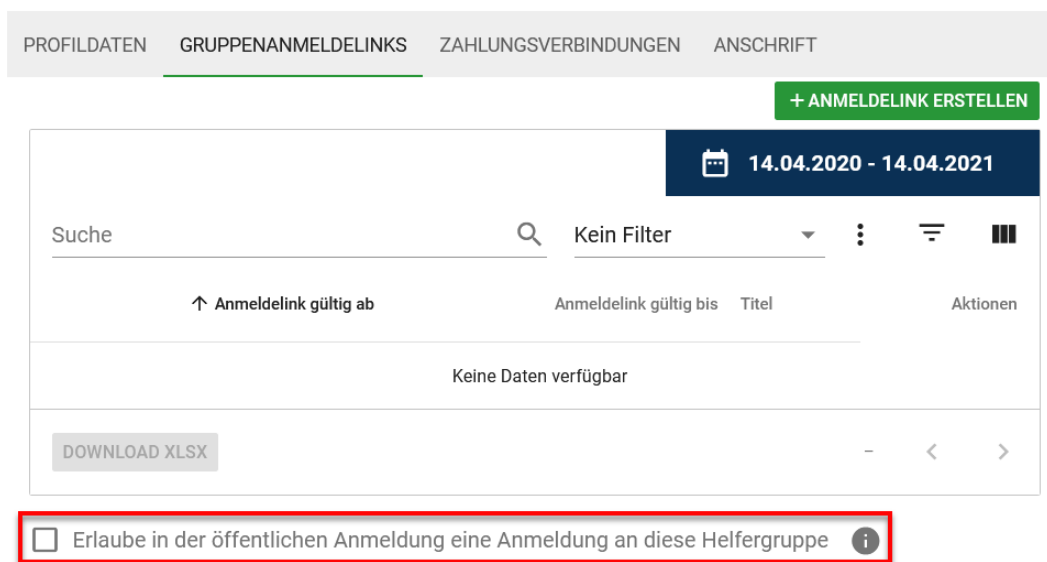 PROFILDATEN GRUPPENANMELDELINKS ZAHLUNGSVERBINDUNGEN ANSCHRIFT
+ ANMELDELINK ERSTELLEN
14.04.2020 - 14.04.2021
Suche Kein Filter
Anmeldelink gültig ab Anmeldelink gültig bis Titel Aktionen
Keine Daten verfügbar
DOWNLOAD XLSX –
Erlaube in der öffentlichen Anmeldung eine Anmeldung an diese Helfergruppe